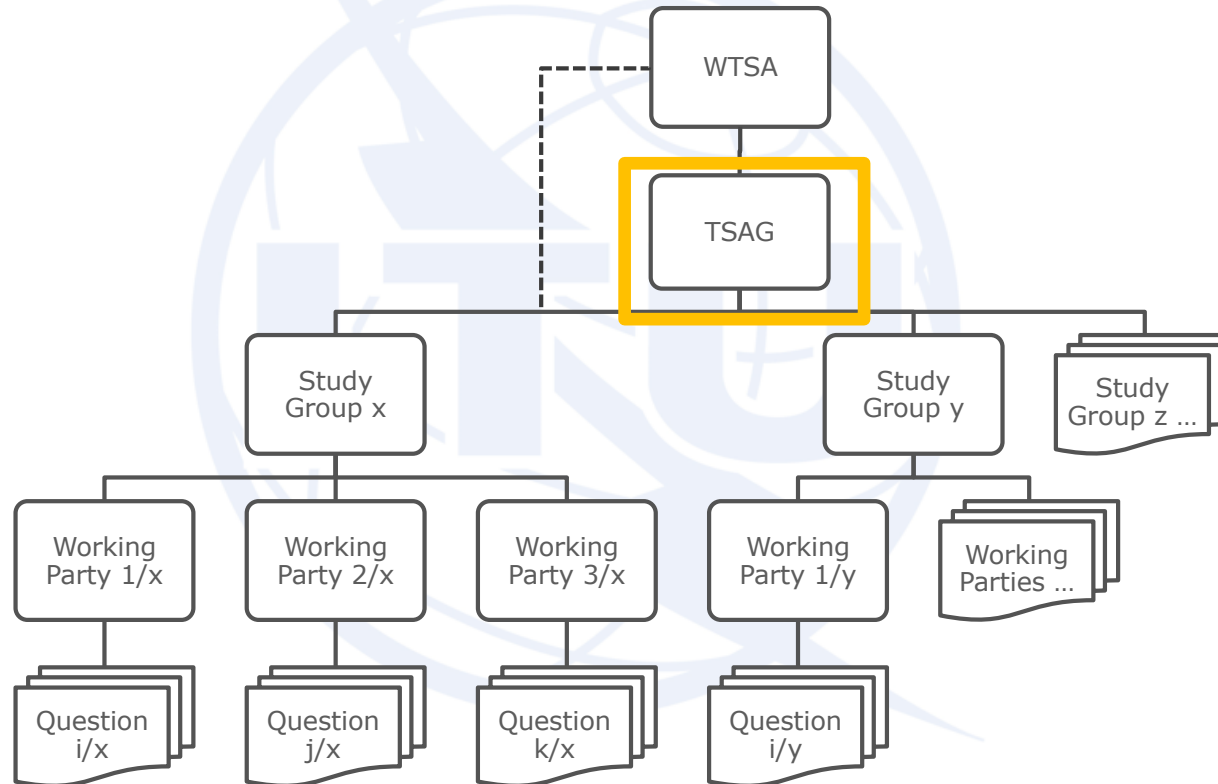 WTSA
TSAG
Study
Group x
Study
Group y
Study
Group z ...
Working
Party 1/x
Working
Party 2/x
Working
Party 3/x
Working
Party 1/y
Working
Parties ...
Question
i/x
Question
j/x
Question
k/x
Question
i/y
ITU